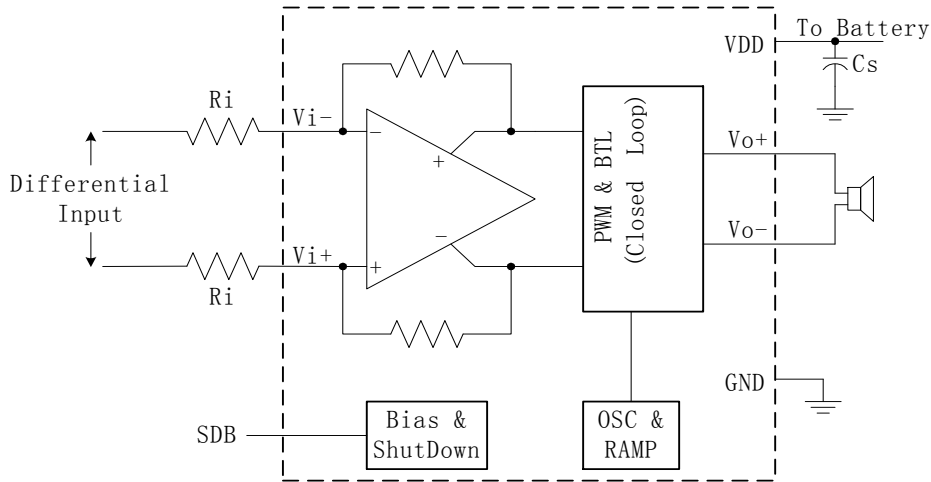 To Battery
VDD
Cs
Ri
Vi-
−
+
Differential
Input
PWM & BTL
(Closed Loop)
Vo+
Vo-
−
Vi+
+
Ri
GND
SDB
Bias &
ShutDown
OSC &
RAMP